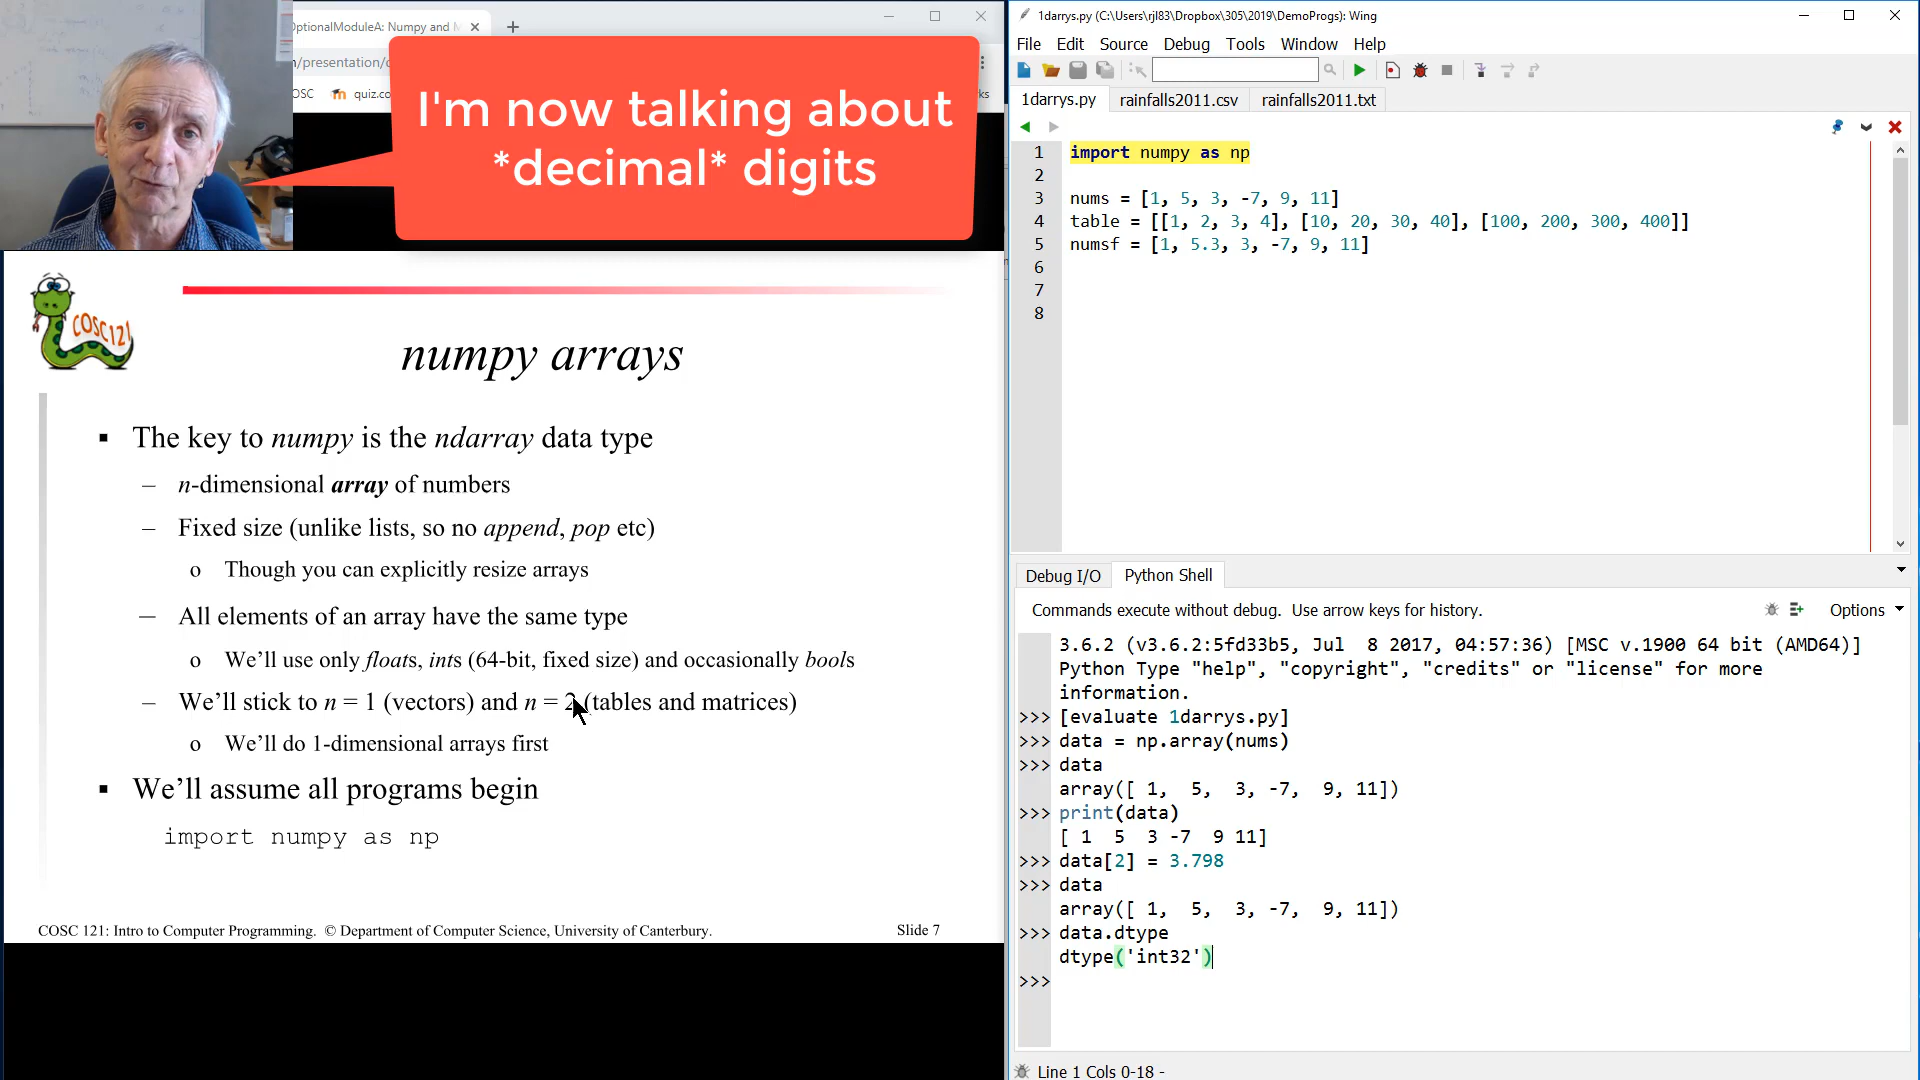 OptionalModuleA: Numpy and M
/presentation/
OSC
quiz.co
ks
I'm now talking about
*decimal* digits
COSC121
numpy arrays
▪ The key to numpy is the ndarray data type
– n-dimensional array of numbers
– Fixed size (unlike lists, so no append, pop etc)
o Though you can explicitly resize arrays
– All elements of an array have the same type
o We'll use only floats, ints (64-bit, fixed size) and occasionally bools
– We'll stick to n = 1 (vectors) and n = 2 (tables and matrices)
o We'll do 1-dimensional arrays first
▪ We'll assume all programs begin
import numpy as np
COSC 121: Intro to Computer Programming. © Department of Computer Science, University of Canterbury.
Slide 7
1darrys.py (C:\Users\rjl83\Dropbox\305\2019\DemoProgs): Wing
File Edit Source Debug Tools Window Help
1darrys.py rainfalls2011.csv rainfalls2011.txt
1 import numpy as np
2
3 nums = [1, 5, 3, -7, 9, 11]
4 table = [[1, 2, 3, 4], [10, 20, 30, 40], [100, 200, 300, 400]]
5 numsf = [1, 5.3, 3, -7, 9, 11]
6
7
8
Debug I/O Python Shell
Commands execute without debug. Use arrow keys for history.
Options
3.6.2 (v3.6.2:5fd33b5, Jul  8 2017, 04:57:36) [MSC v.1900 64 bit (AMD64)]
Python Type "help", "copyright", "credits" or "license" for more
information.
>>> [evaluate 1darrys.py]
>>> data = np.array(nums)
>>> data
array([ 1,  5,  3, -7,  9, 11])
>>> print(data)
[ 1  5  3 -7  9 11]
>>> data[2] = 3.798
>>> data
array([ 1,  5,  3, -7,  9, 11])
>>> data.dtype
dtype('int32')
>>>
Line 1 Cols 0-18 -